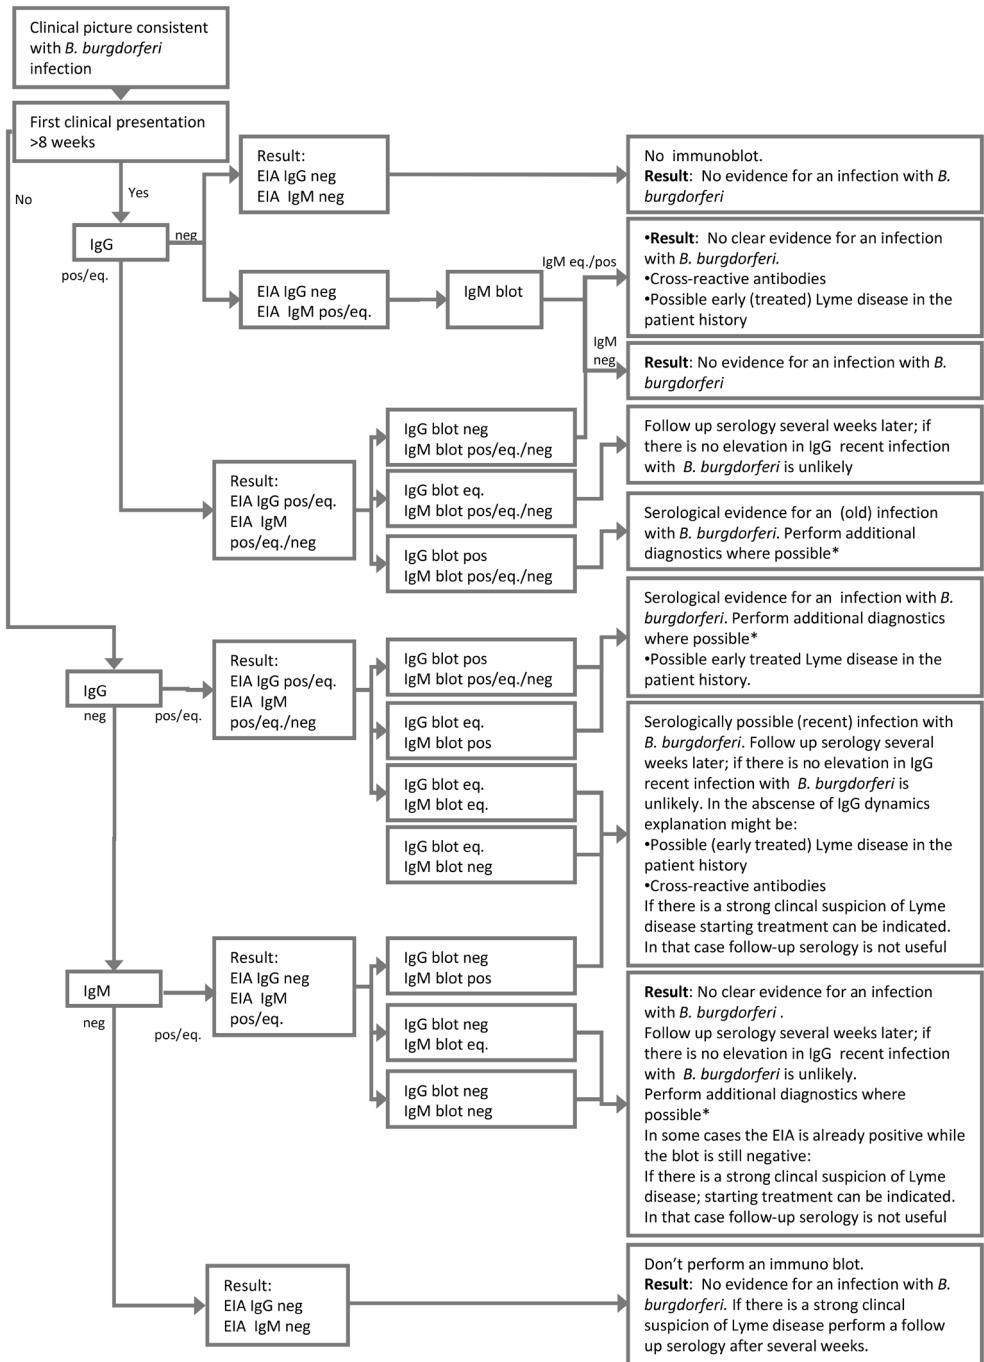 Clinical picture consistent
with B. burgdorferi
infection
First clinical presentation
>8 weeks
No
Yes
IgG
neg
pos/eq.
Result:
EIA IgG neg
EIA  IgM neg
No  immunoblot.
Result:  No evidence for an infection with B.
burgdorferi
EIA IgG neg
EIA  IgM pos/eq.
IgM blot
IgM eq./pos
IgM
neg
•Result:  No clear evidence for an infection
with B. burgdorferi.
•Cross-reactive antibodies
•Possible early (treated) Lyme disease in the
patient history
Result: No evidence for an infection with B.
burgdorferi
Result:
EIA IgG pos/eq.
EIA  IgM
pos/eq./neg
IgG blot neg
IgM blot pos/eq./neg
IgG blot eq.
IgM blot pos/eq./neg
IgG blot pos
IgM blot pos/eq./neg
Follow up serology several weeks later; if
there is no elevation in IgG  recent infection
with  B. burgdorferi is unlikely
Serological evidence for an  (old) infection
with B. burgdorferi. Perform additional
diagnostics where possible*
IgG
neg
pos/eq.
Result:
EIA IgG pos/eq.
EIA  IgM
pos/eq./neg
IgG blot pos
IgM blot pos/eq./neg
IgG blot eq.
IgM blot pos
IgG blot eq.
IgM blot eq.
IgG blot eq.
IgM blot neg
Serological evidence for an  infection with B.
burgdorferi. Perform additional diagnostics
where possible*
•Possible early treated Lyme disease in the
patient history.
Serologically possible (recent) infection with
B. burgdorferi. Follow up serology several
weeks later; if there is no elevation in IgG
recent infection with  B. burgdorferi is
unlikely. In the abscense of IgG dynamics
explanation might be:
•Possible (early treated) Lyme disease in the
patient history
•Cross-reactive antibodies
If there is a strong clincal suspicion of Lyme
disease starting treatment can be indicated.
In that case follow-up serology is not useful
IgM
neg
pos/eq.
Result:
EIA IgG neg
EIA  IgM
pos/eq.
IgG blot neg
IgM blot pos
IgG blot neg
IgM blot eq.
IgG blot neg
IgM blot neg
Result: No clear evidence for an infection
with B. burgdorferi .
Follow up serology several weeks later; if
there is no elevation in IgG  recent infection
with  B. burgdorferi is unlikely.
Perform additional diagnostics where
possible*
In some cases the EIA is already positive while
the blot is still negative:
If there is a strong clincal suspicion of Lyme
disease; starting treatment can be indicated.
In that case follow-up serology is not useful
Result:
EIA IgG neg
EIA  IgM neg
Don’t perform an immuno blot.
Result:  No evidence for an infection with B.
burgdorferi. If there is a strong clincal
suspicion of Lyme disease perform a follow
up serology after several weeks.